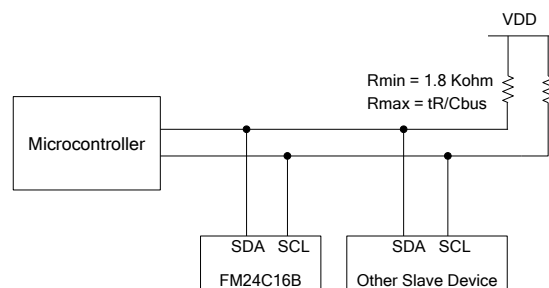 VDD
Rmin = 1.8 Kohm
Rmax = tR/Cbus
Microcontroller
SDA SCL SDA SCL
FM24C16B Other Slave Device